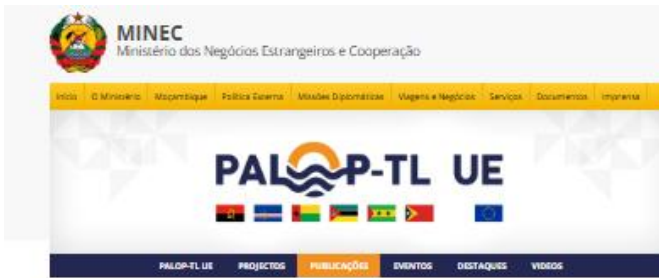 MINEC
Ministério dos Negócios Estrangeiros e Cooperação
Início O Ministério Moçambique Política Externa Missões Diplomáticas Viagens e Negócios Serviços Documentos Imprensa
PALOP-TL UE
PALOP-TL UE PROJECTOS PUBLICAÇÕES EVENTOS DESTAQUES VIDEOS